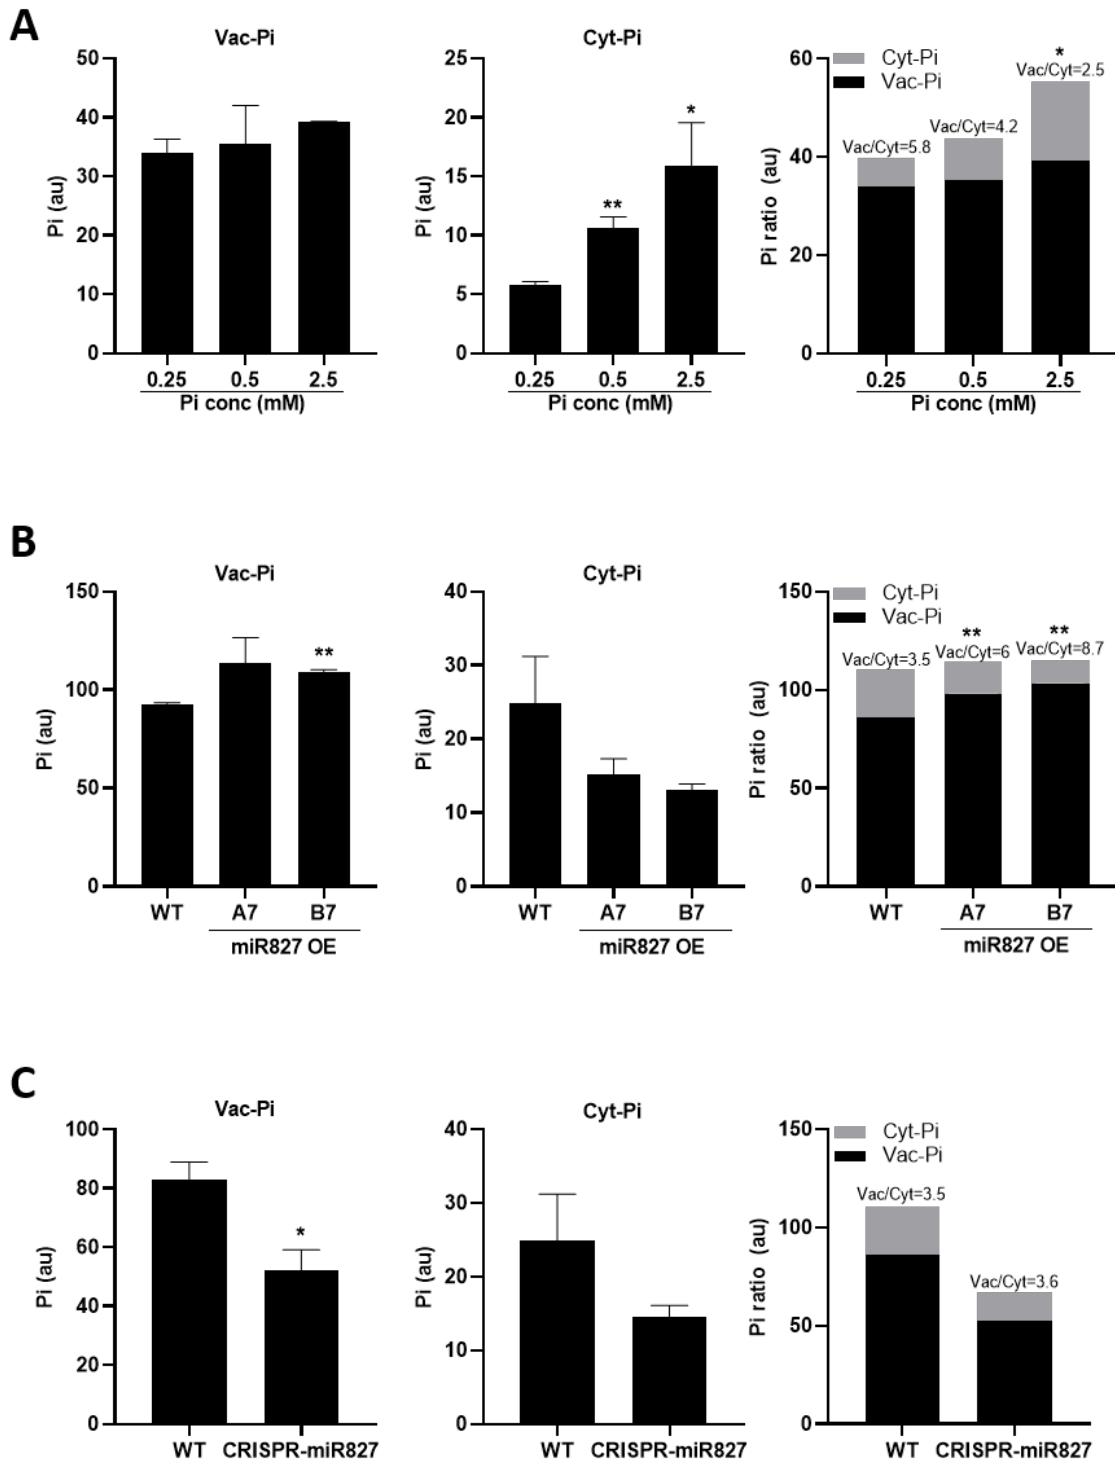 A
Vac-Pi
50
40
30
20
10
0
Pi (au)
0.25 0.5 2.5
Pi conc (mM)
Cyt-Pi
25
20
15
10
5
0
Pi (au)
**
*
0.25 0.5 2.5
Pi conc (mM)
Cyt-Pi
Vac-Pi
60
40
20
0
Pi ratio (au)
Vac/Cyt=5.8
Vac/Cyt=4.2
*
Vac/Cyt=2.5
0.25 0.5 2.5
Pi conc (mM)
B
Vac-Pi
150
100
50
0
Pi (au)
**
WT A7 B7
miR827 OE
Cyt-Pi
40
30
20
10
0
Pi (au)
WT A7 B7
miR827 OE
Cyt-Pi
Vac-Pi
150
100
50
0
Pi ratio (au)
Vac/Cyt=3.5
**
Vac/Cyt=6
**
Vac/Cyt=8.7
WT A7 B7
miR827 OE
C
Vac-Pi
100
80
60
40
20
0
Pi (au)
*
WT CRISPR-miR827
Cyt-Pi
40
30
20
10
0
Pi (au)
WT CRISPR-miR827
Cyt-Pi
Vac-Pi
150
100
50
0
Pi ratio (au)
Vac/Cyt=3.5
Vac/Cyt=3.6
WT CRISPR-miR827